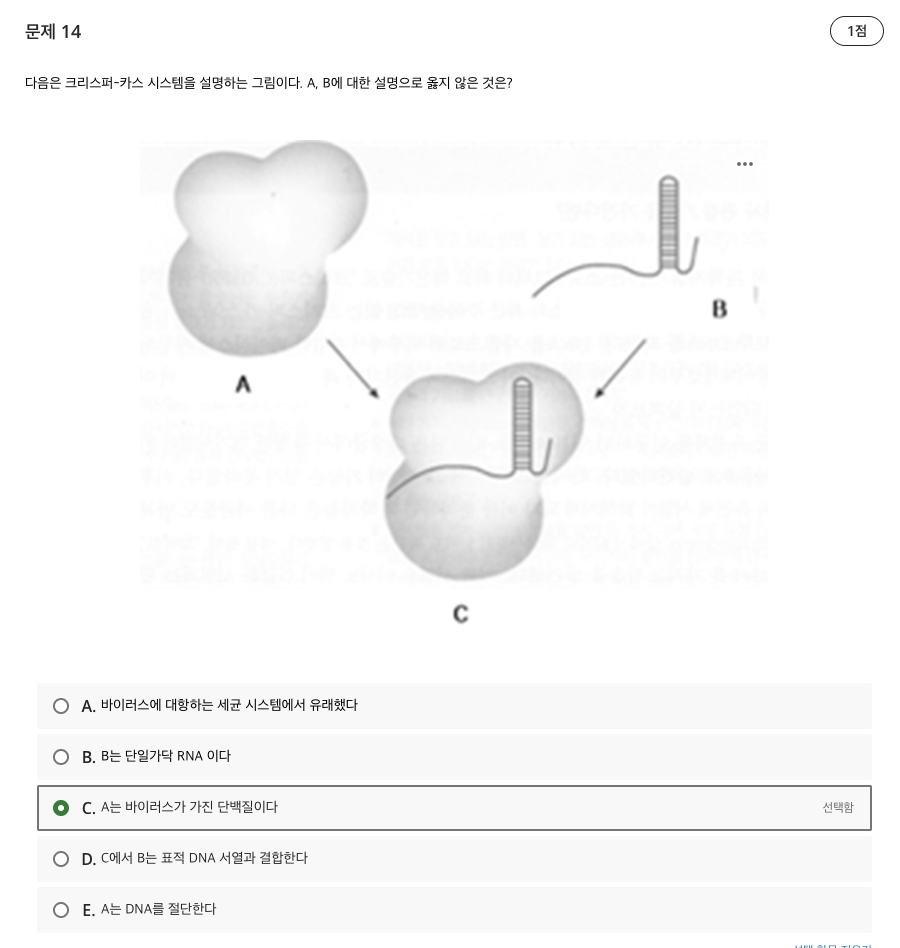 문제 14
1점
다음은 크리스퍼-카스 시스템을 설명하는 그림이다. A, B에 대한 설명으로 옳지 않은 것은?
B
A
C
A. 바이러스에 대항하는 세균 시스템에서 유래했다
B. B는 단일가닥 RNA 이다
C. A는 바이러스가 가진 단백질이다
선택함
D. C에서 B는 표적 DNA 서열과 결합한다
E. A는 DNA를 절단한다